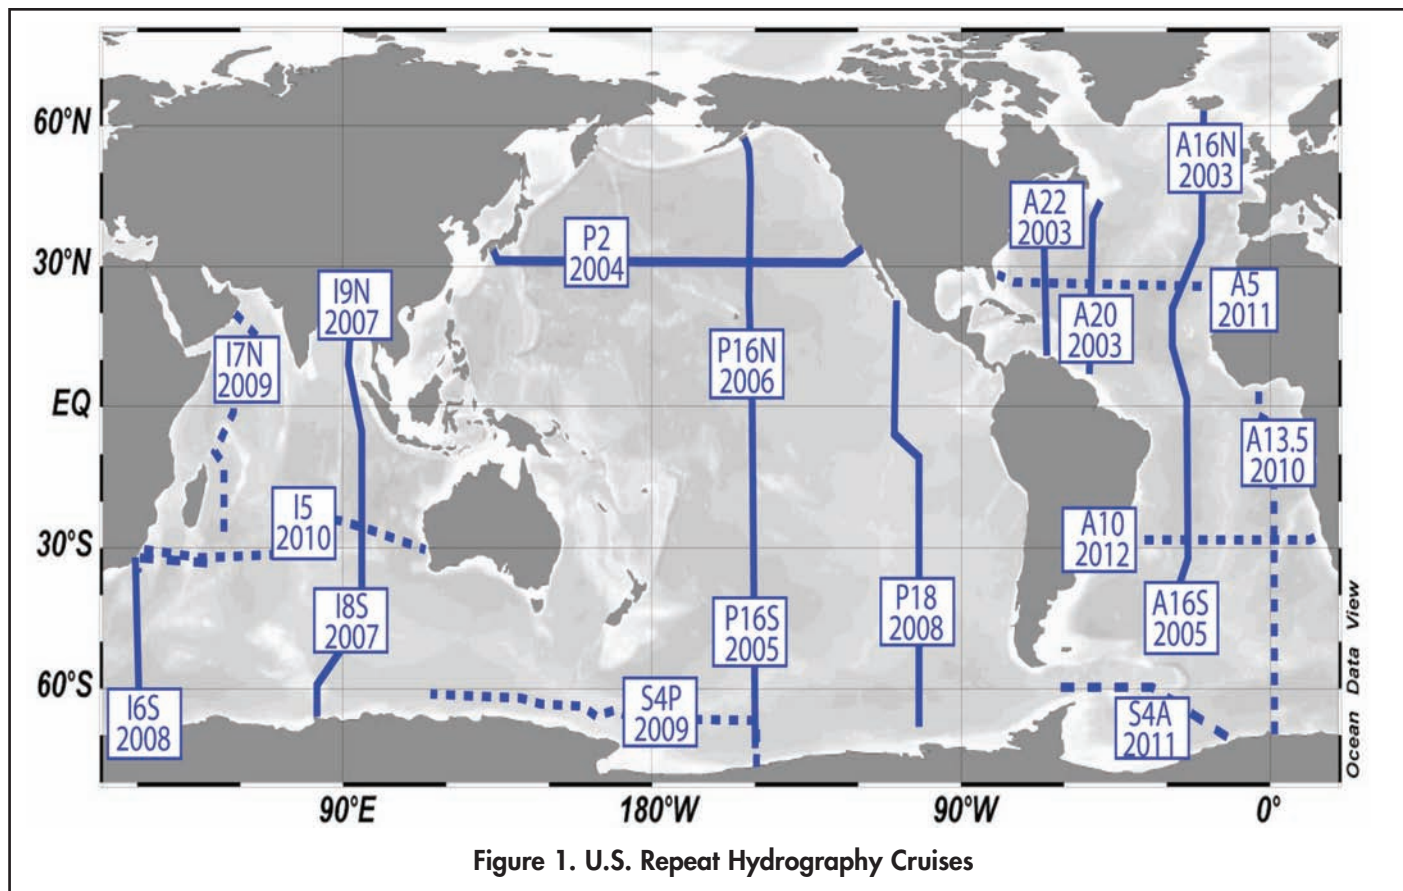 60°N
30°N
EQ
30°S
60°S
A16N
2003
A22
2003
P2
2004
I9N
2007
A5
2011
A20
2003
I7N
2009
P16N
2006
A13.5
2010
I5
2010
A10
2012
I8S
2007
P16S
2005
P18
2008
A16S
2005
I6S
2008
S4P
2009
S4A
2011
90°E
180°W
90°W
0°
Ocean Data View
Figure 1. U.S. Repeat Hydrography Cruises